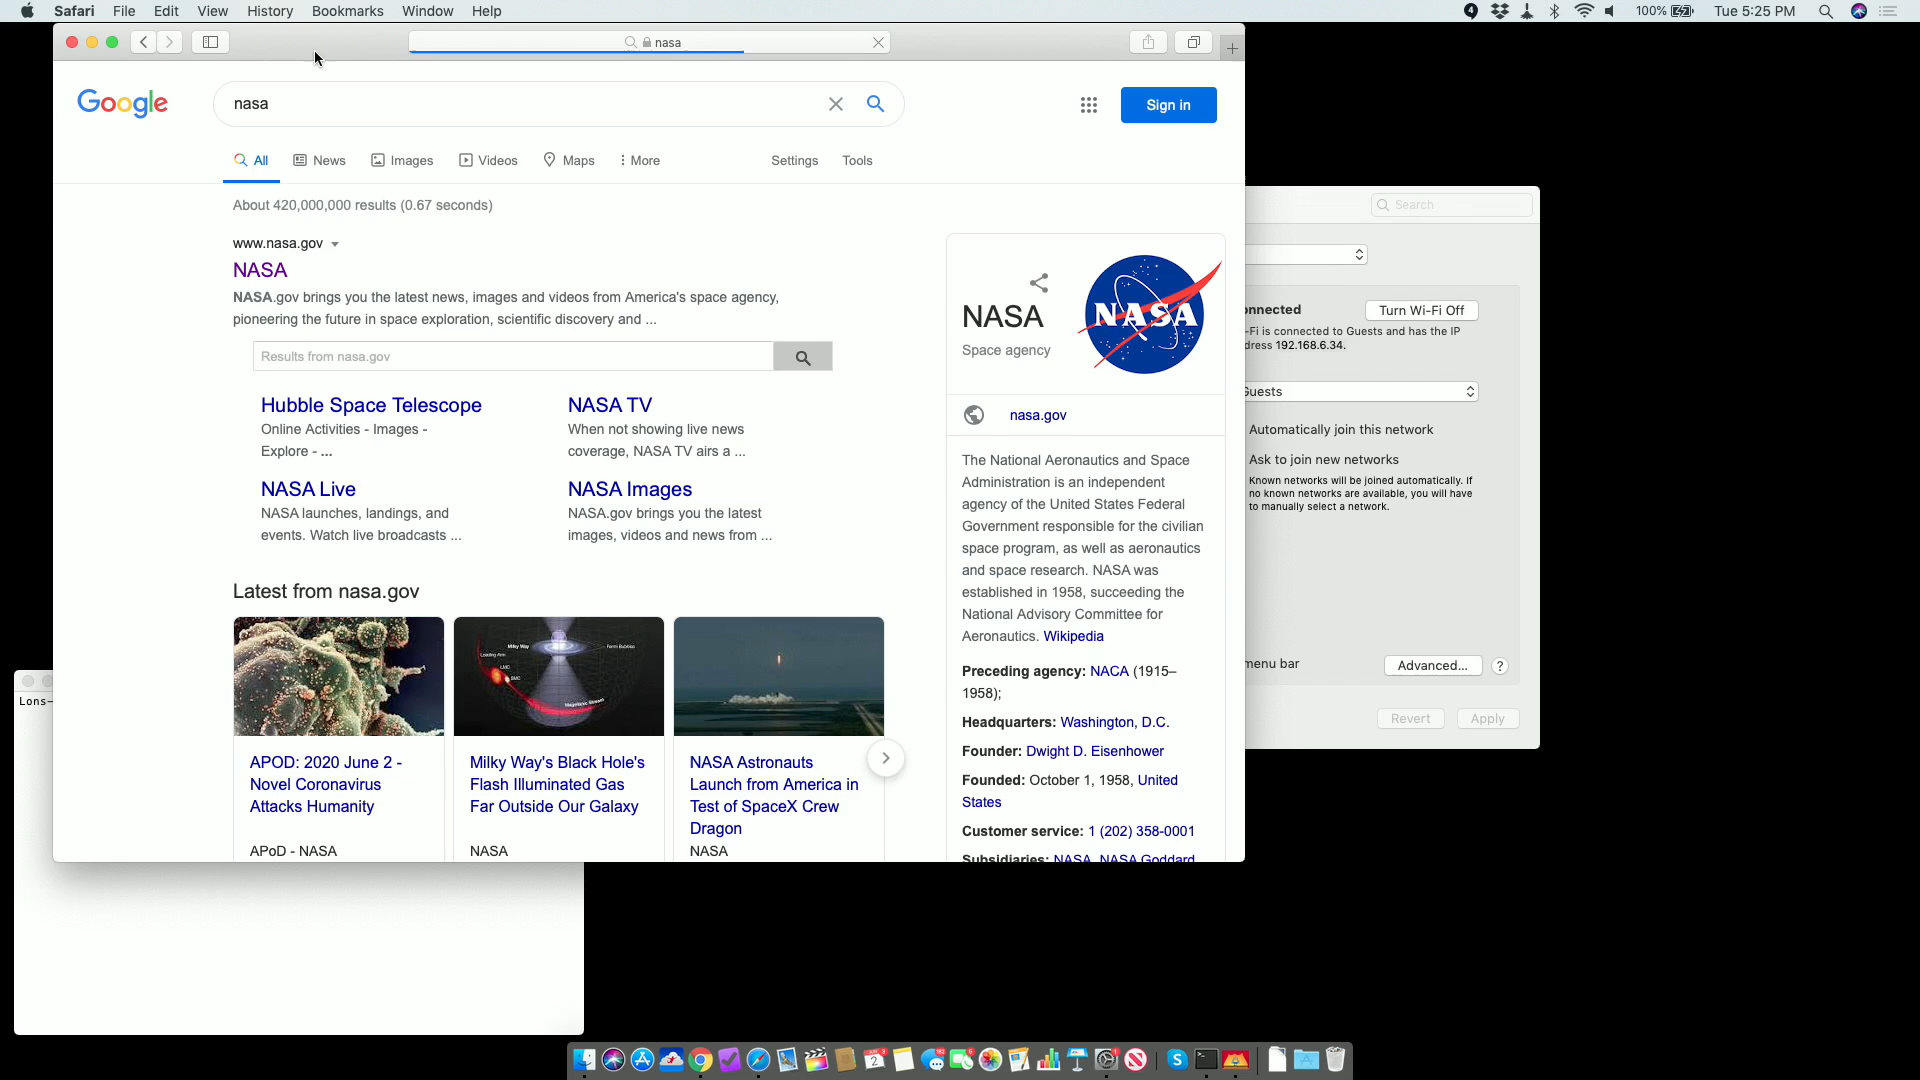 Safari File Edit View History Bookmarks Window Help
100% Tue 5:25 PM
nasa
Google
nasa
Sign in
All News Images Videos Maps More Settings Tools
About 420,000,000 results (0.67 seconds)
www.nasa.gov
NASA
NASA.gov brings you the latest news, images and videos from America's space agency,
pioneering the future in space exploration, scientific discovery and ...
Results from nasa.gov
Hubble Space Telescope
Online Activities - Images -
Explore - ...
NASA TV
When not showing live news
coverage, NASA TV airs a ...
NASA Live
NASA launches, landings, and
events. Watch live broadcasts ...
NASA Images
NASA.gov brings you the latest
images, videos and news from ...
Latest from nasa.gov
Milky Way
APOD: 2020 June 2 -
Novel Coronavirus
Attacks Humanity
APoD - NASA
Milky Way's Black Hole's
Flash Illuminated Gas
Far Outside Our Galaxy
NASA
NASA Astronauts
Launch from America in
Test of SpaceX Crew
Dragon
NASA
NASA
Space agency
NASA
nasa.gov
The National Aeronautics and Space
Administration is an independent
agency of the United States Federal
Government responsible for the civilian
space program, as well as aeronautics
and space research. NASA was
established in 1958, succeeding the
National Advisory Committee for
Aeronautics. Wikipedia
Preceding agency: NACA (1915–
1958);
Headquarters: Washington, D.C.
Founder: Dwight D. Eisenhower
Founded: October 1, 1958, United
States
Customer service: 1 (202) 358-0001
Subsidiaries: NASA, NASA Goddard
Search
nnected
Turn Wi-Fi Off
-Fi is connected to Guests and has the IP
dress 192.168.6.34.
Guests
Automatically join this network
Ask to join new networks
Known networks will be joined automatically. If
no known networks are available, you will have
to manually select a network.
menu bar
Advanced...
?
Revert
Apply
Lons-